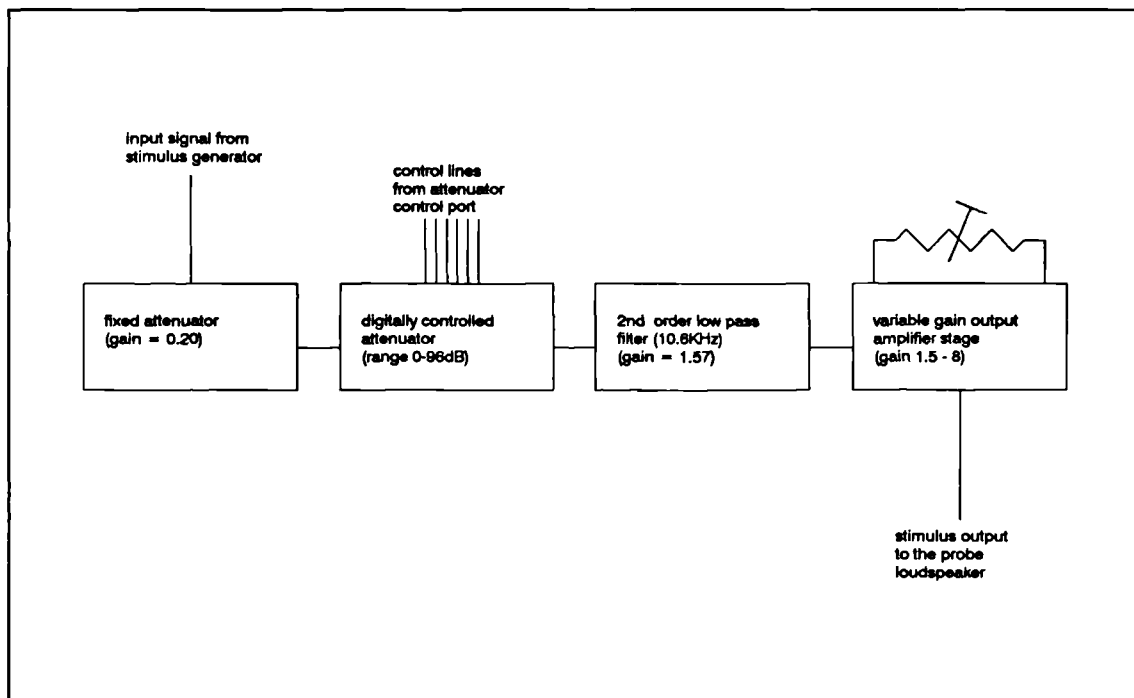 input signal from
stimulus generator
control lines
from attenuator
control port
fixed attenuator
(gain = 0.20)
digitally controlled
attenuator
(range 0-96dB)
2nd order low pass
filter (10.6KHz)
(gain = 1.57)
variable gain output
amplifier stage
(gain 1.5 - 8)
stimulus output
to the probe
loudspeaker